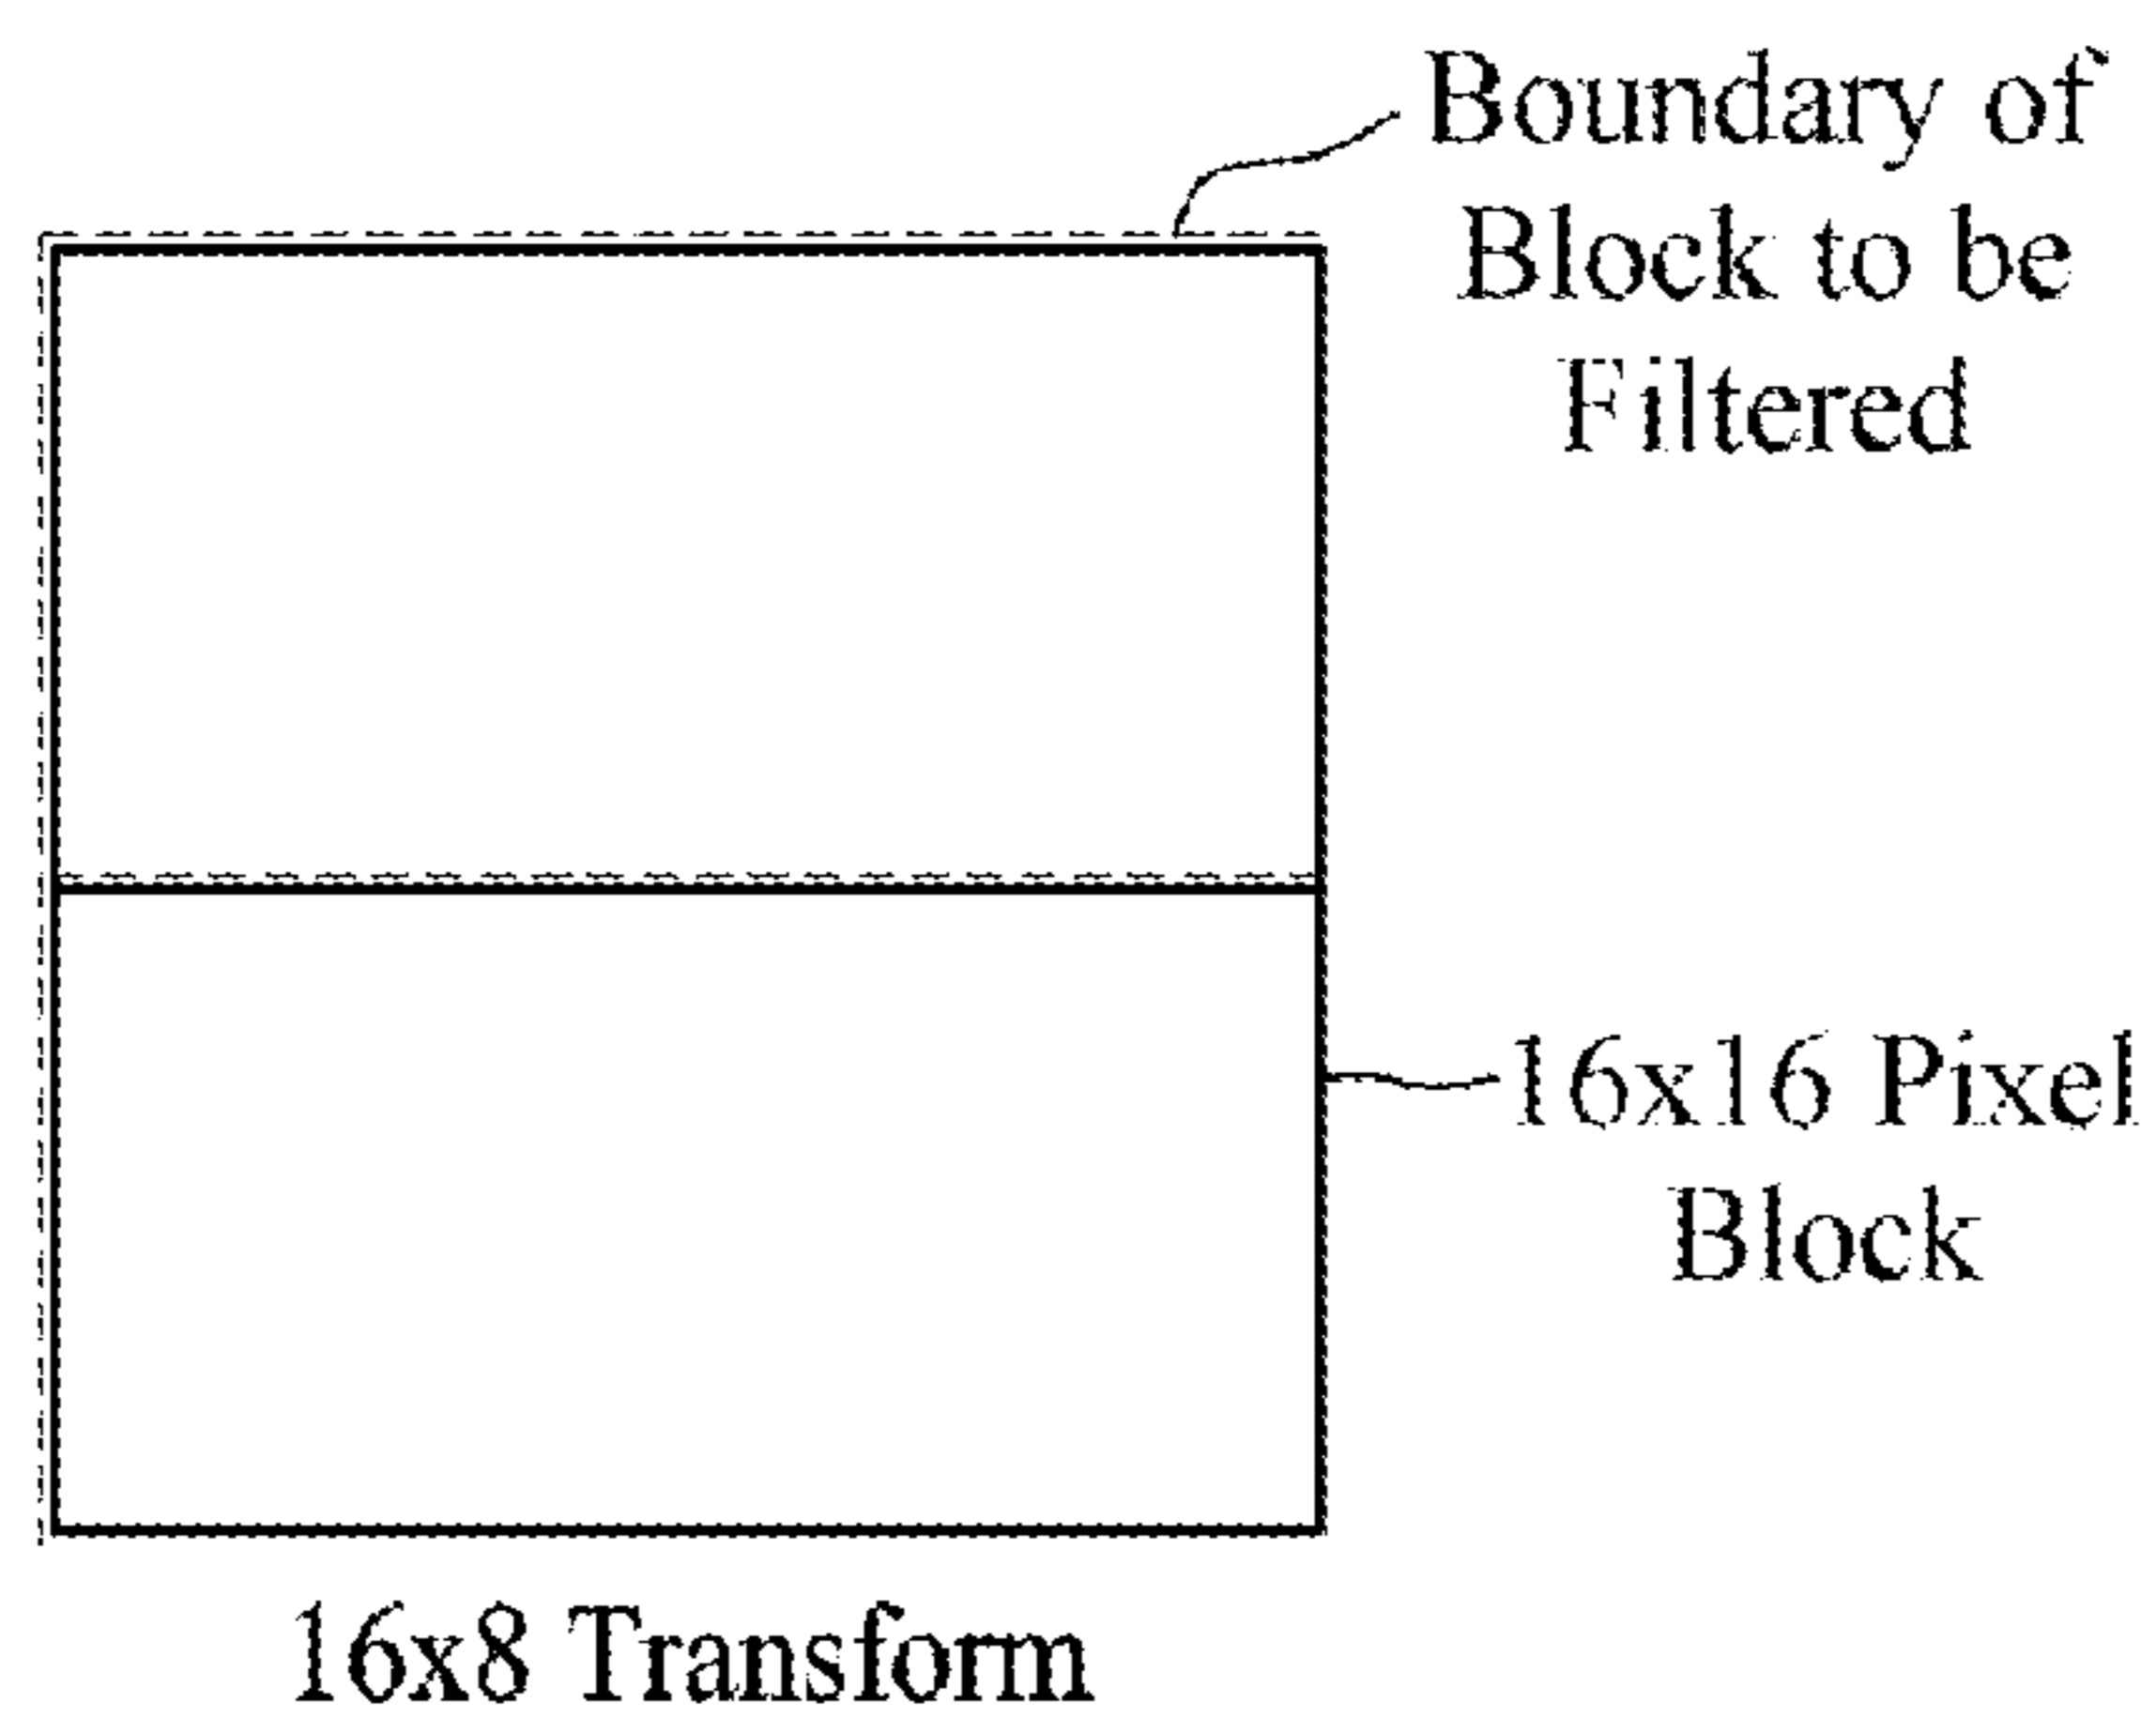 Boundary of
Block to be
Filtered
16x16 Pixel
Block
16x8 Transform